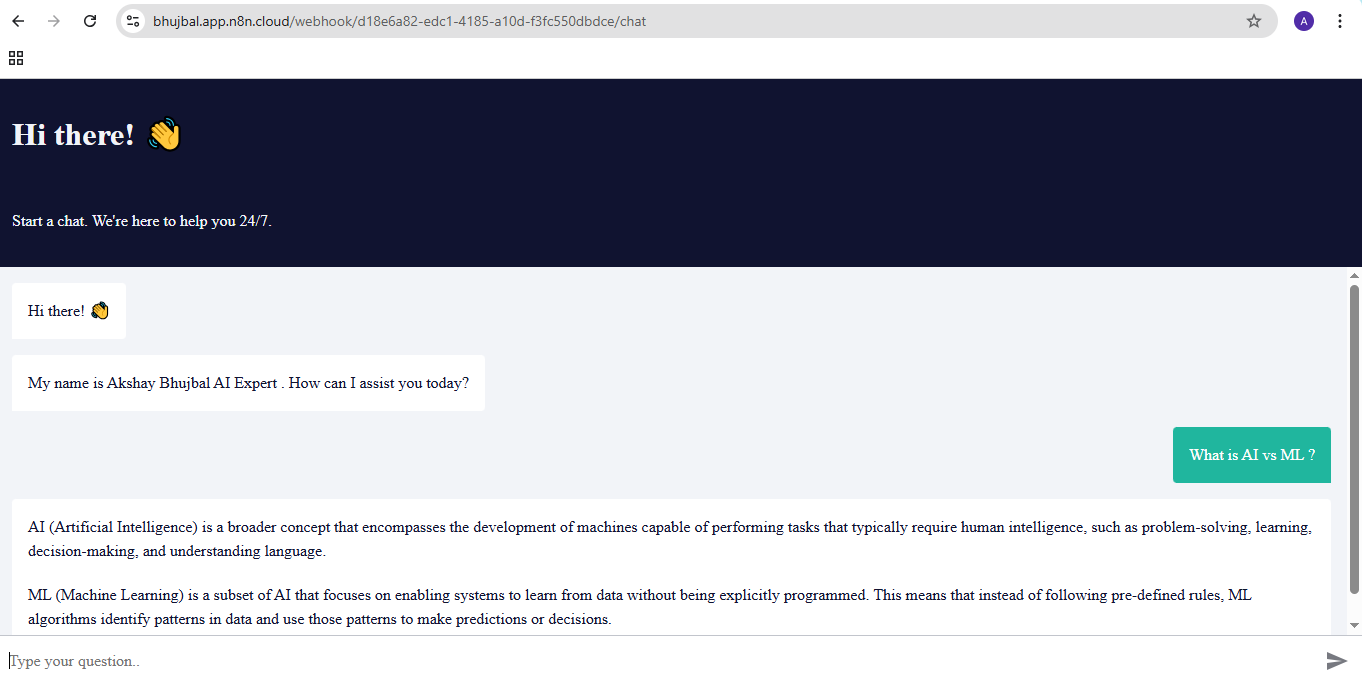 bhujbal.app.n8n.cloud/webhook/d18e6a82-edc1-4185-a10d-f3fc550dbdce/chat
A
Hi there! 👋
Start a chat. We're here to help you 24/7.
Hi there! 👋
My name is Akshay Bhujbal AI Expert . How can I assist you today?
What is AI vs ML ?
AI (Artificial Intelligence) is a broader concept that encompasses the development of machines capable of performing tasks that typically require human intelligence, such as problem-solving, learning,
decision-making, and understanding language.
ML (Machine Learning) is a subset of AI that focuses on enabling systems to learn from data without being explicitly programmed. This means that instead of following pre-defined rules, ML
algorithms identify patterns in data and use those patterns to make predictions or decisions.
Type your question..